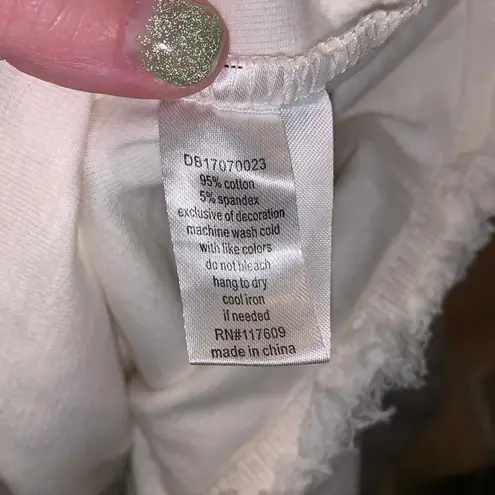 DS17070023
95% cotton
5% spandex
exclusive of decoration
machine wash cold
with like colors
do not bleach
hang to dry
cool iron
if needed
RN#117609
made in china